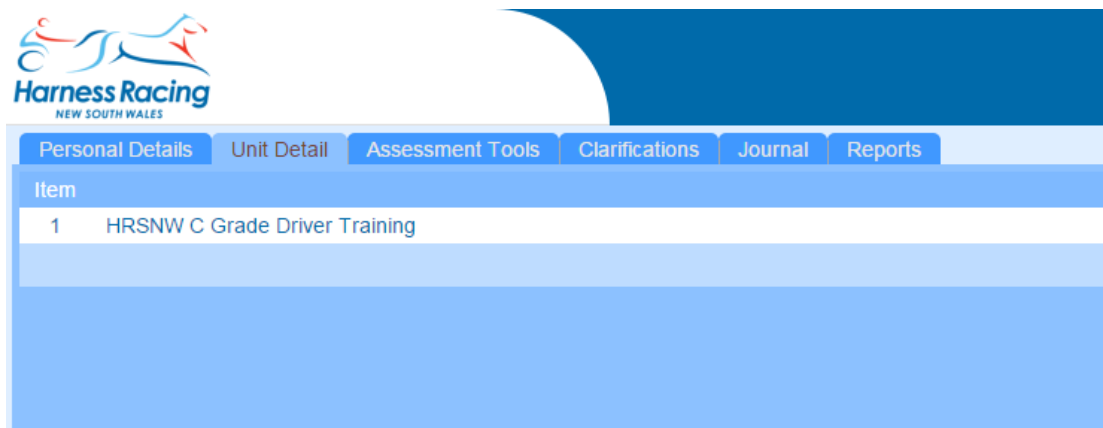 Harness Racing
NEW SOUTH WALES
Personal Details Unit Detail Assessment Tools Clarifications Journal Reports
Item
1 HRSNW C Grade Driver Training